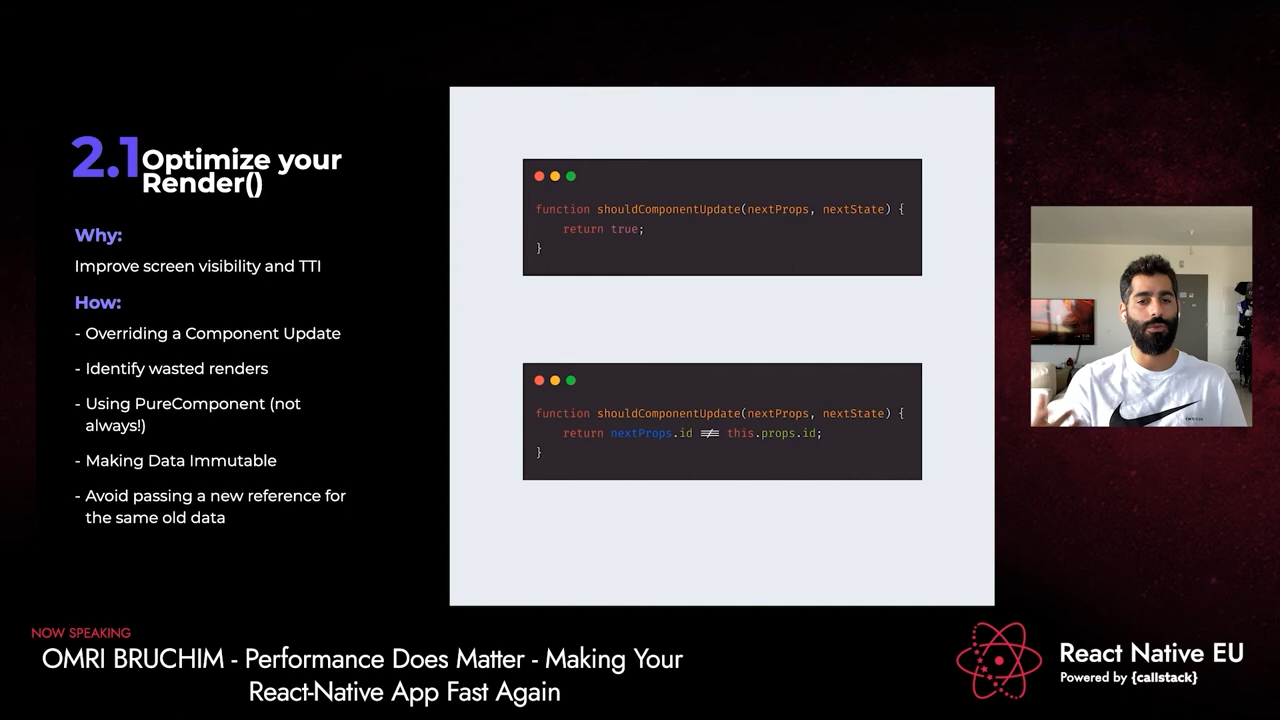 2.1 Optimize your
Render()
Why:
Improve screen visibility and TTI
How:
- Overriding a Component Update
- Identify wasted renders
- Using PureComponent (not
always!)
- Making Data Immutable
- Avoid passing a new reference for
the same old data
function shouldComponentUpdate(nextProps, nextState) {
return true;
}
function shouldComponentUpdate(nextProps, nextState) {
return nextProps.id !== this.props.id;
}
NOW SPEAKING
OMRI BRUCHIM - Performance Does Matter - Making Your
React-Native App Fast Again
React Native EU
Powered by {callstack}